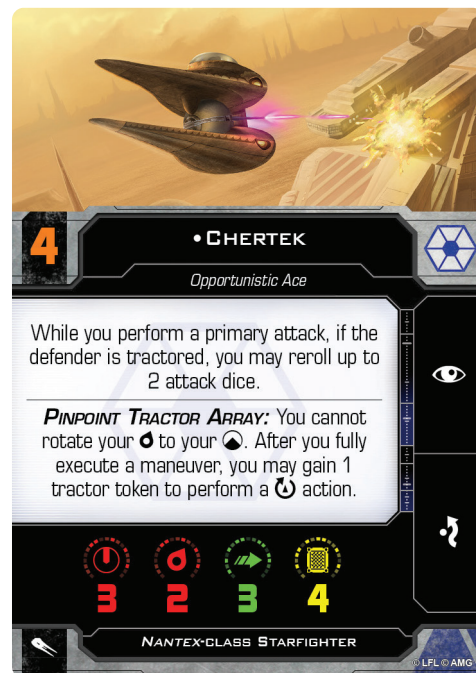 4
• CHERTEK
Opportunistic Ace
While you perform a primary attack, if the
defender is tractored, you may reroll up to
2 attack dice.
PINPOINT TRACTOR ARRAY: You cannot
rotate your to your . After you fully
execute a maneuver, you may gain 1
tractor token to perform a action.
3 2 3 4
NANTEX-CLASS STARFIGHTER
© LFL © AMG